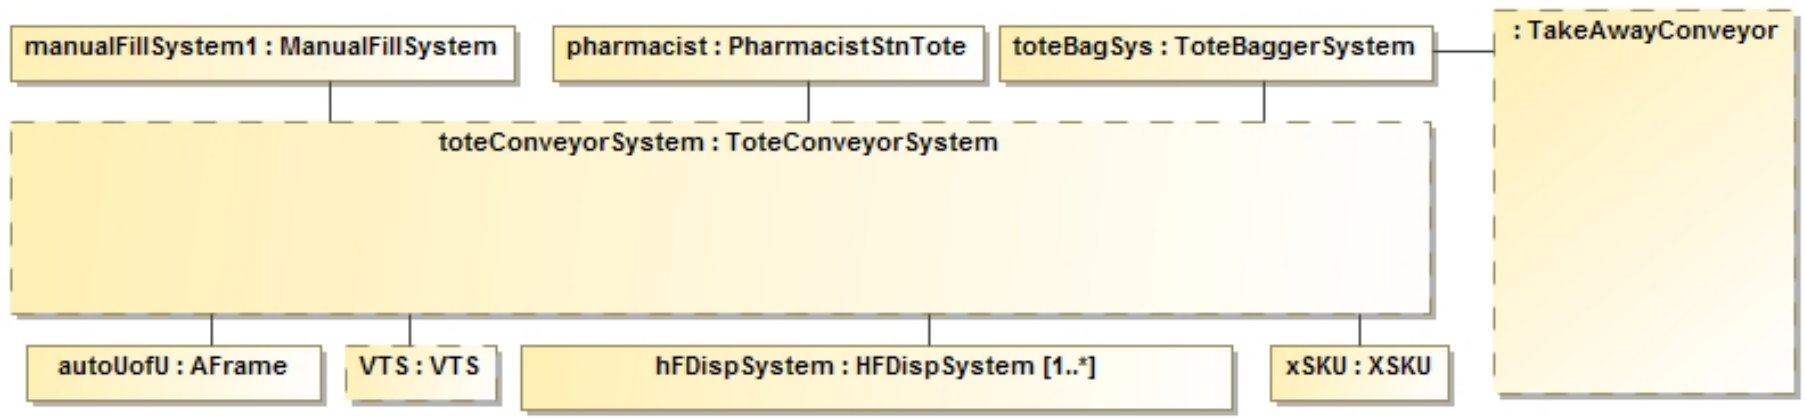 manualFillSystem1 : ManualFillSystem
pharmacist : PharmacistStnTote
toteBagSys : ToteBaggerSystem
: TakeAwayConveyor
toteConveyorSystem : ToteConveyorSystem
autoUofU : AFrame
VTS : VTS
hFDispSystem : HFDispSystem [1..*]
xSKU : XSKU